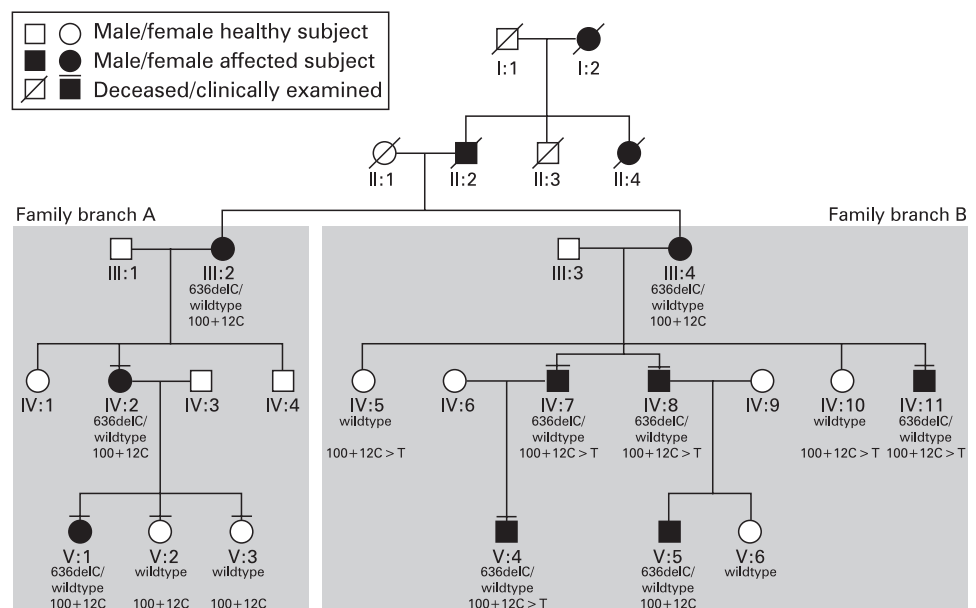 Male/female healthy subject
Male/female affected subject
Deceased/clinically examined
I:1 I:2
II:1 II:2 II:3 II:4
Family branch A Family branch B
III:1 III:2 III:3 III:4
636delC/ 636delC/
wildtype wildtype
100+12C 100+12C
IV:1 IV:2 IV:3 IV:4 IV:5 IV:6 IV:7 IV:8 IV:9 IV:10 IV:11
636delC/ wildtype 636delC/ 636delC/ wildtype 636delC/
wildtype wildtype wildtype wildtype
100+12C 100+12C > T 100+12C > T 100+12C > T 100+12C > T 100+12C > T
V:1 V:2 V:3 V:4 V:5 V:6
636delC/ wildtype wildtype 636delC/ 636delC/ wildtype
wildtype wildtype wildtype
100+12C 100+12C 100+12C 100+12C > T 100+12C